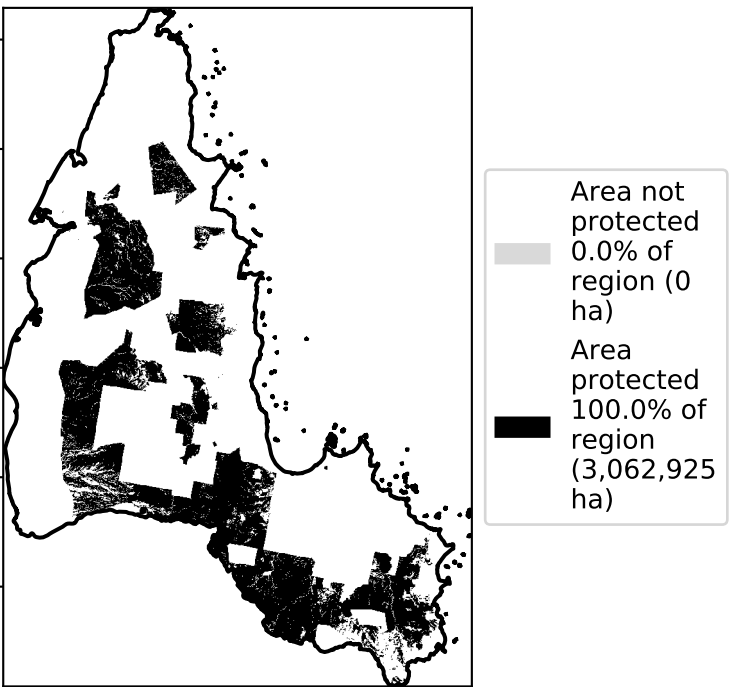 Area not
protected
0.0% of
region (0
ha)
Area
protected
100.0% of
region
(3,062,925
ha)